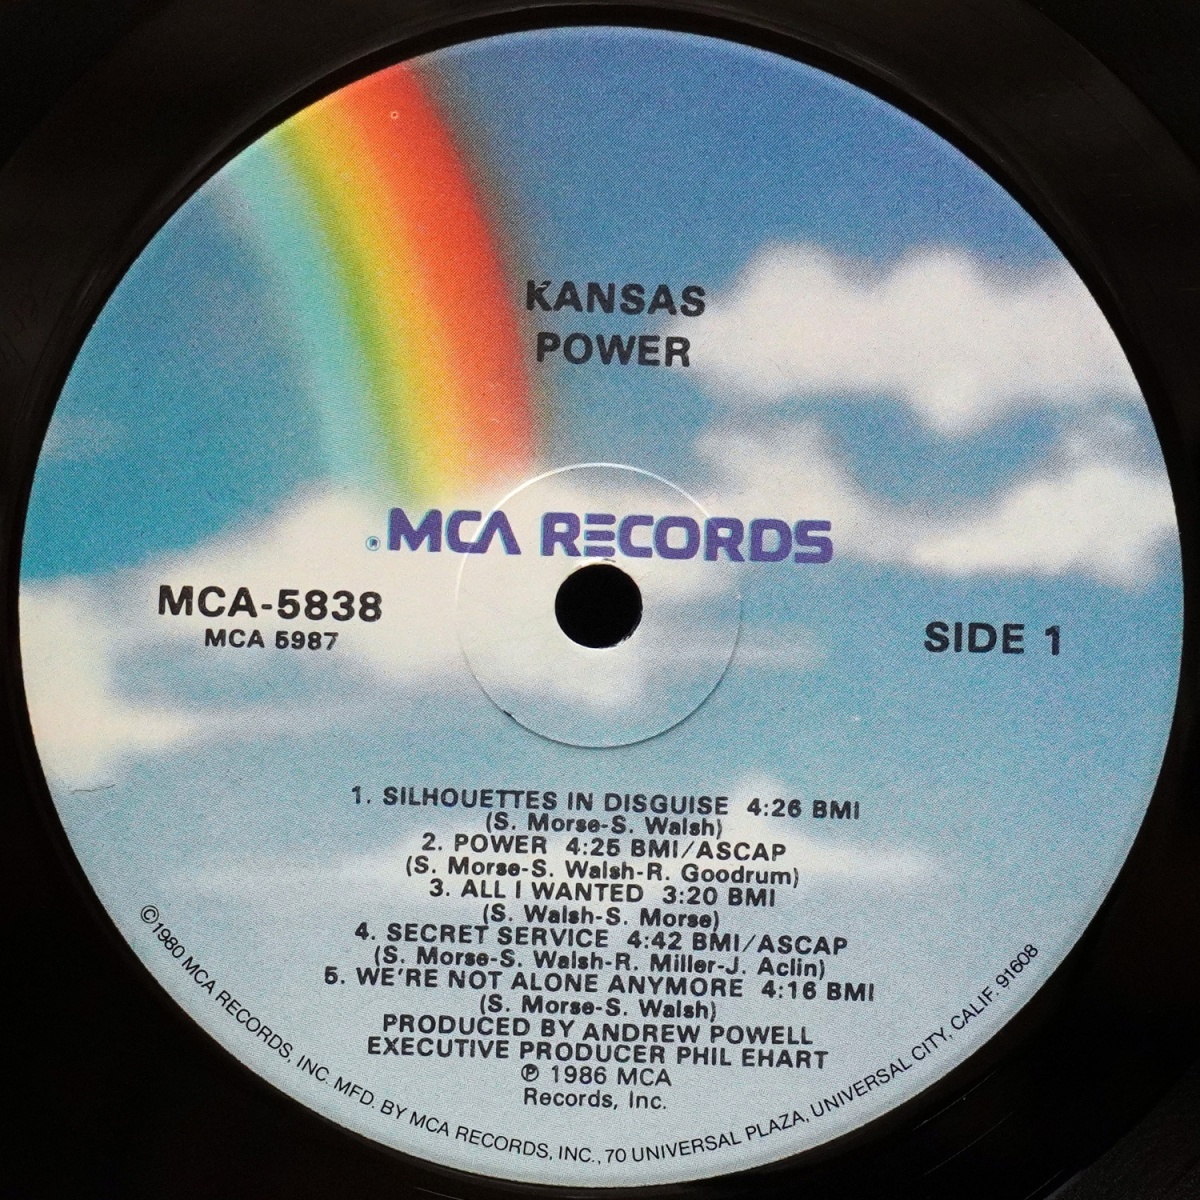 KANSAS
POWER
® MCA RECORDS
MCA-5838
MCA 5987
SIDE 1
1. SILHOUETTES IN DISGUISE 4:26 BMI
(S. Morse-S. Walsh)
2. POWER 4:25 BMI/ASCAP
(S. Morse-S. Walsh-R. Goodrum)
3. ALL I WANTED 3:20 BMI
(S. Walsh-S. Morse)
4. SECRET SERVICE 4:42 BMI/ASCAP
(S. Morse-S. Walsh-R. Miller-J. Aclin)
5. WE'RE NOT ALONE ANYMORE 4:16 BMI
(S. Morse-S. Walsh)
PRODUCED BY ANDREW POWELL
EXECUTIVE PRODUCER PHIL EHART
℗ 1986 MCA
Records, Inc.
©1980 MCA RECORDS, INC. MFD. BY MCA RECORDS, INC., 70 UNIVERSAL PLAZA, UNIVERSAL CITY, CALIF. 91608